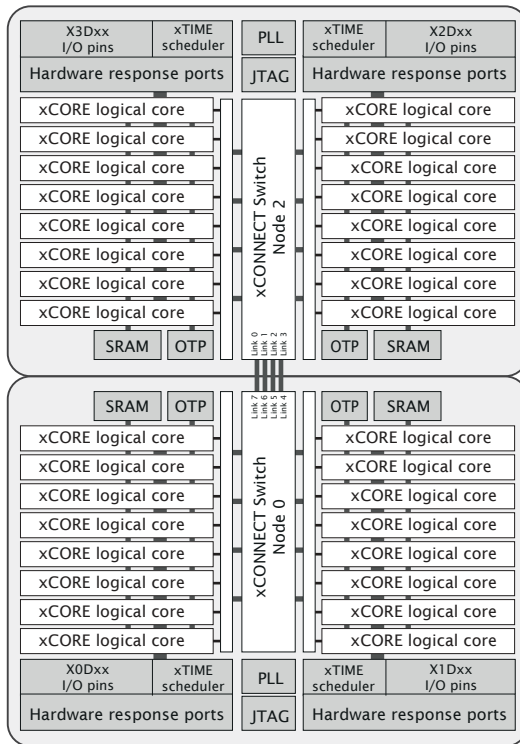 X3Dxx xTIME PLL xTIME X2Dxx
I/O pins scheduler scheduler I/O pins
Hardware response ports JTAG Hardware response ports
xCORE logical core xCORE logical core
xCORE logical core xCORE logical core
xCORE logical core xCORE logical core
xCORE logical core xCORE logical core
xCORE logical core xCORE logical core
xCORE logical core xCORE logical core
xCORE logical core xCORE logical core
xCORE logical core xCORE logical core
xCONNECT Switch
Node 2
Link 0
Link 1
Link 2
Link 3
SRAM OTP OTP SRAM
Link 7
Link 6
Link 5
Link 4
SRAM OTP OTP SRAM
xCORE logical core xCORE logical core
xCORE logical core xCORE logical core
xCORE logical core xCORE logical core
xCORE logical core xCORE logical core
xCORE logical core xCORE logical core
xCORE logical core xCORE logical core
xCORE logical core xCORE logical core
xCORE logical core xCORE logical core
xCONNECT Switch
Node 0
X0Dxx xTIME PLL xTIME X1Dxx
I/O pins scheduler scheduler I/O pins
Hardware response ports JTAG Hardware response ports